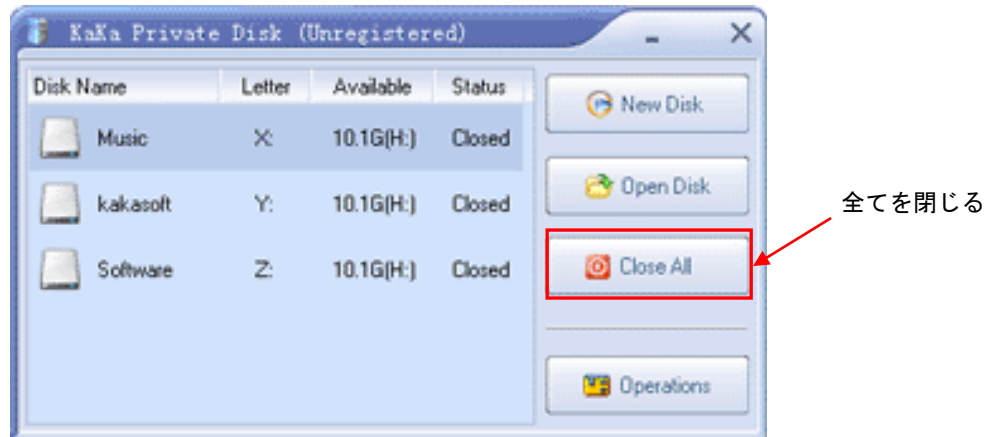 KaKa Private Disk (Unregistered)
Disk Name Letter Available Status
Music X: 10.1G(H:) Closed
kakasoft Y: 10.1G(H:) Closed
Software Z: 10.1G(H:) Closed
New Disk
Open Disk
Close All
Operations
全てを閉じる